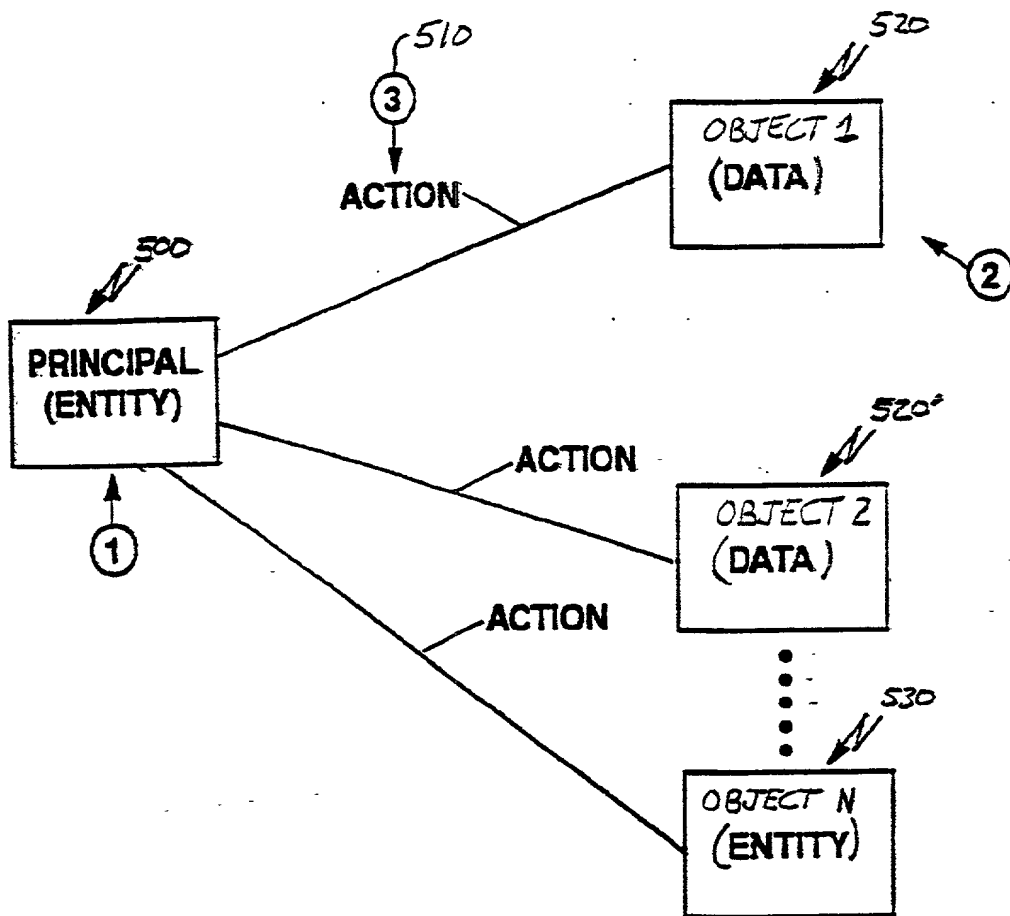 510
3
ACTION
520
OBJECT 1
(DATA)
2
500
PRINCIPAL
(ENTITY)
1
ACTION
520'
OBJECT 2
(DATA)
ACTION
530
OBJECT N
(ENTITY)